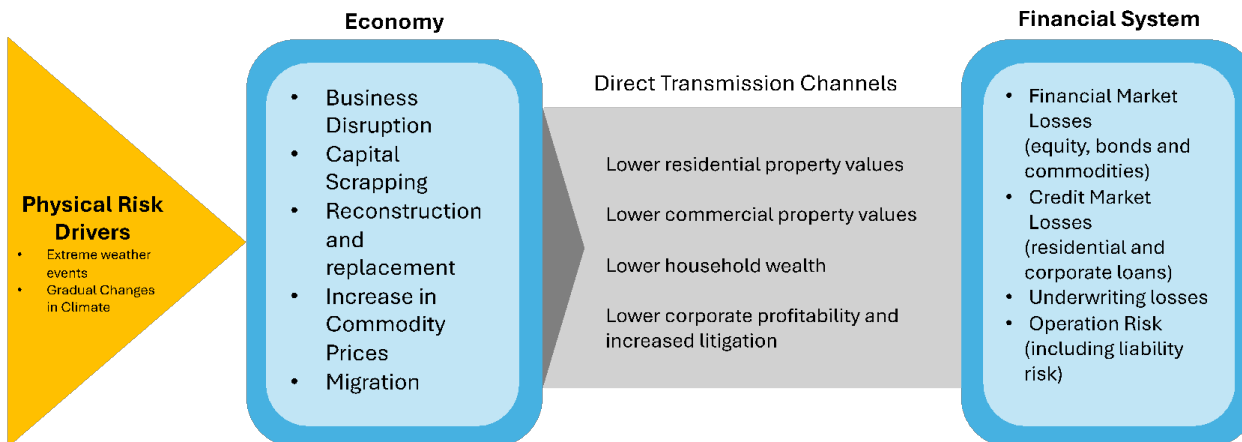 Physical Risk
Drivers
• Extreme weather
events
• Gradual Changes
in Climate
Economy
• Business
Disruption
• Capital
Scrapping
• Reconstruction
and
replacement
• Increase in
Commodity
Prices
• Migration
Direct Transmission Channels
Lower residential property values
Lower commercial property values
Lower household wealth
Lower corporate profitability and
increased litigation
Financial System
• Financial Market
Losses
(equity, bonds and
commodities)
• Credit Market
Losses
(residential and
corporate loans)
• Underwriting losses
• Operation Risk
(including liability
risk)